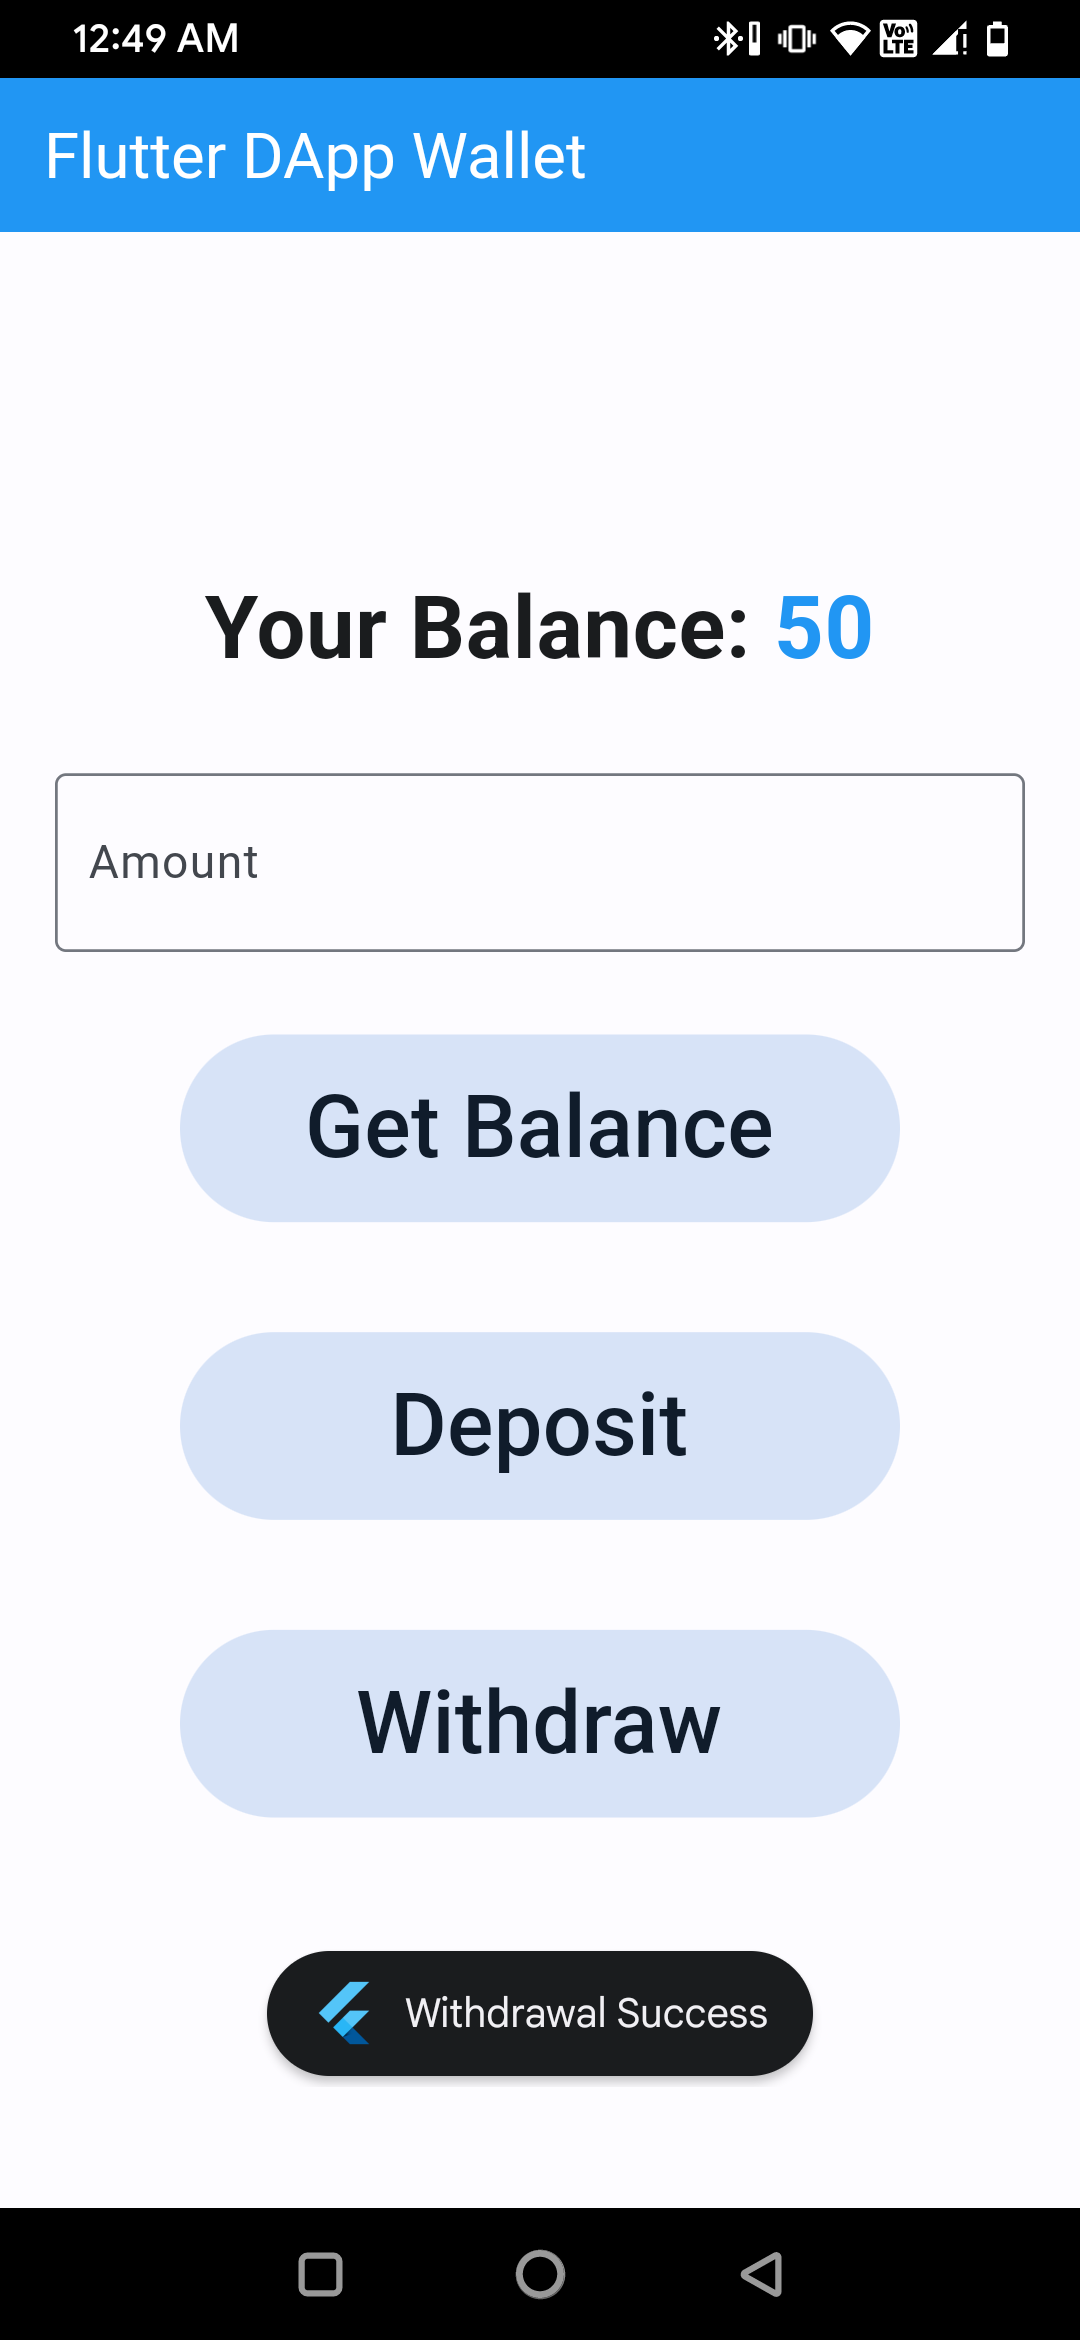 12:49 AM
Vo
LTE
Flutter DApp Wallet
Your Balance: 50
Amount
Get Balance
Deposit
Withdraw
Withdrawal Success